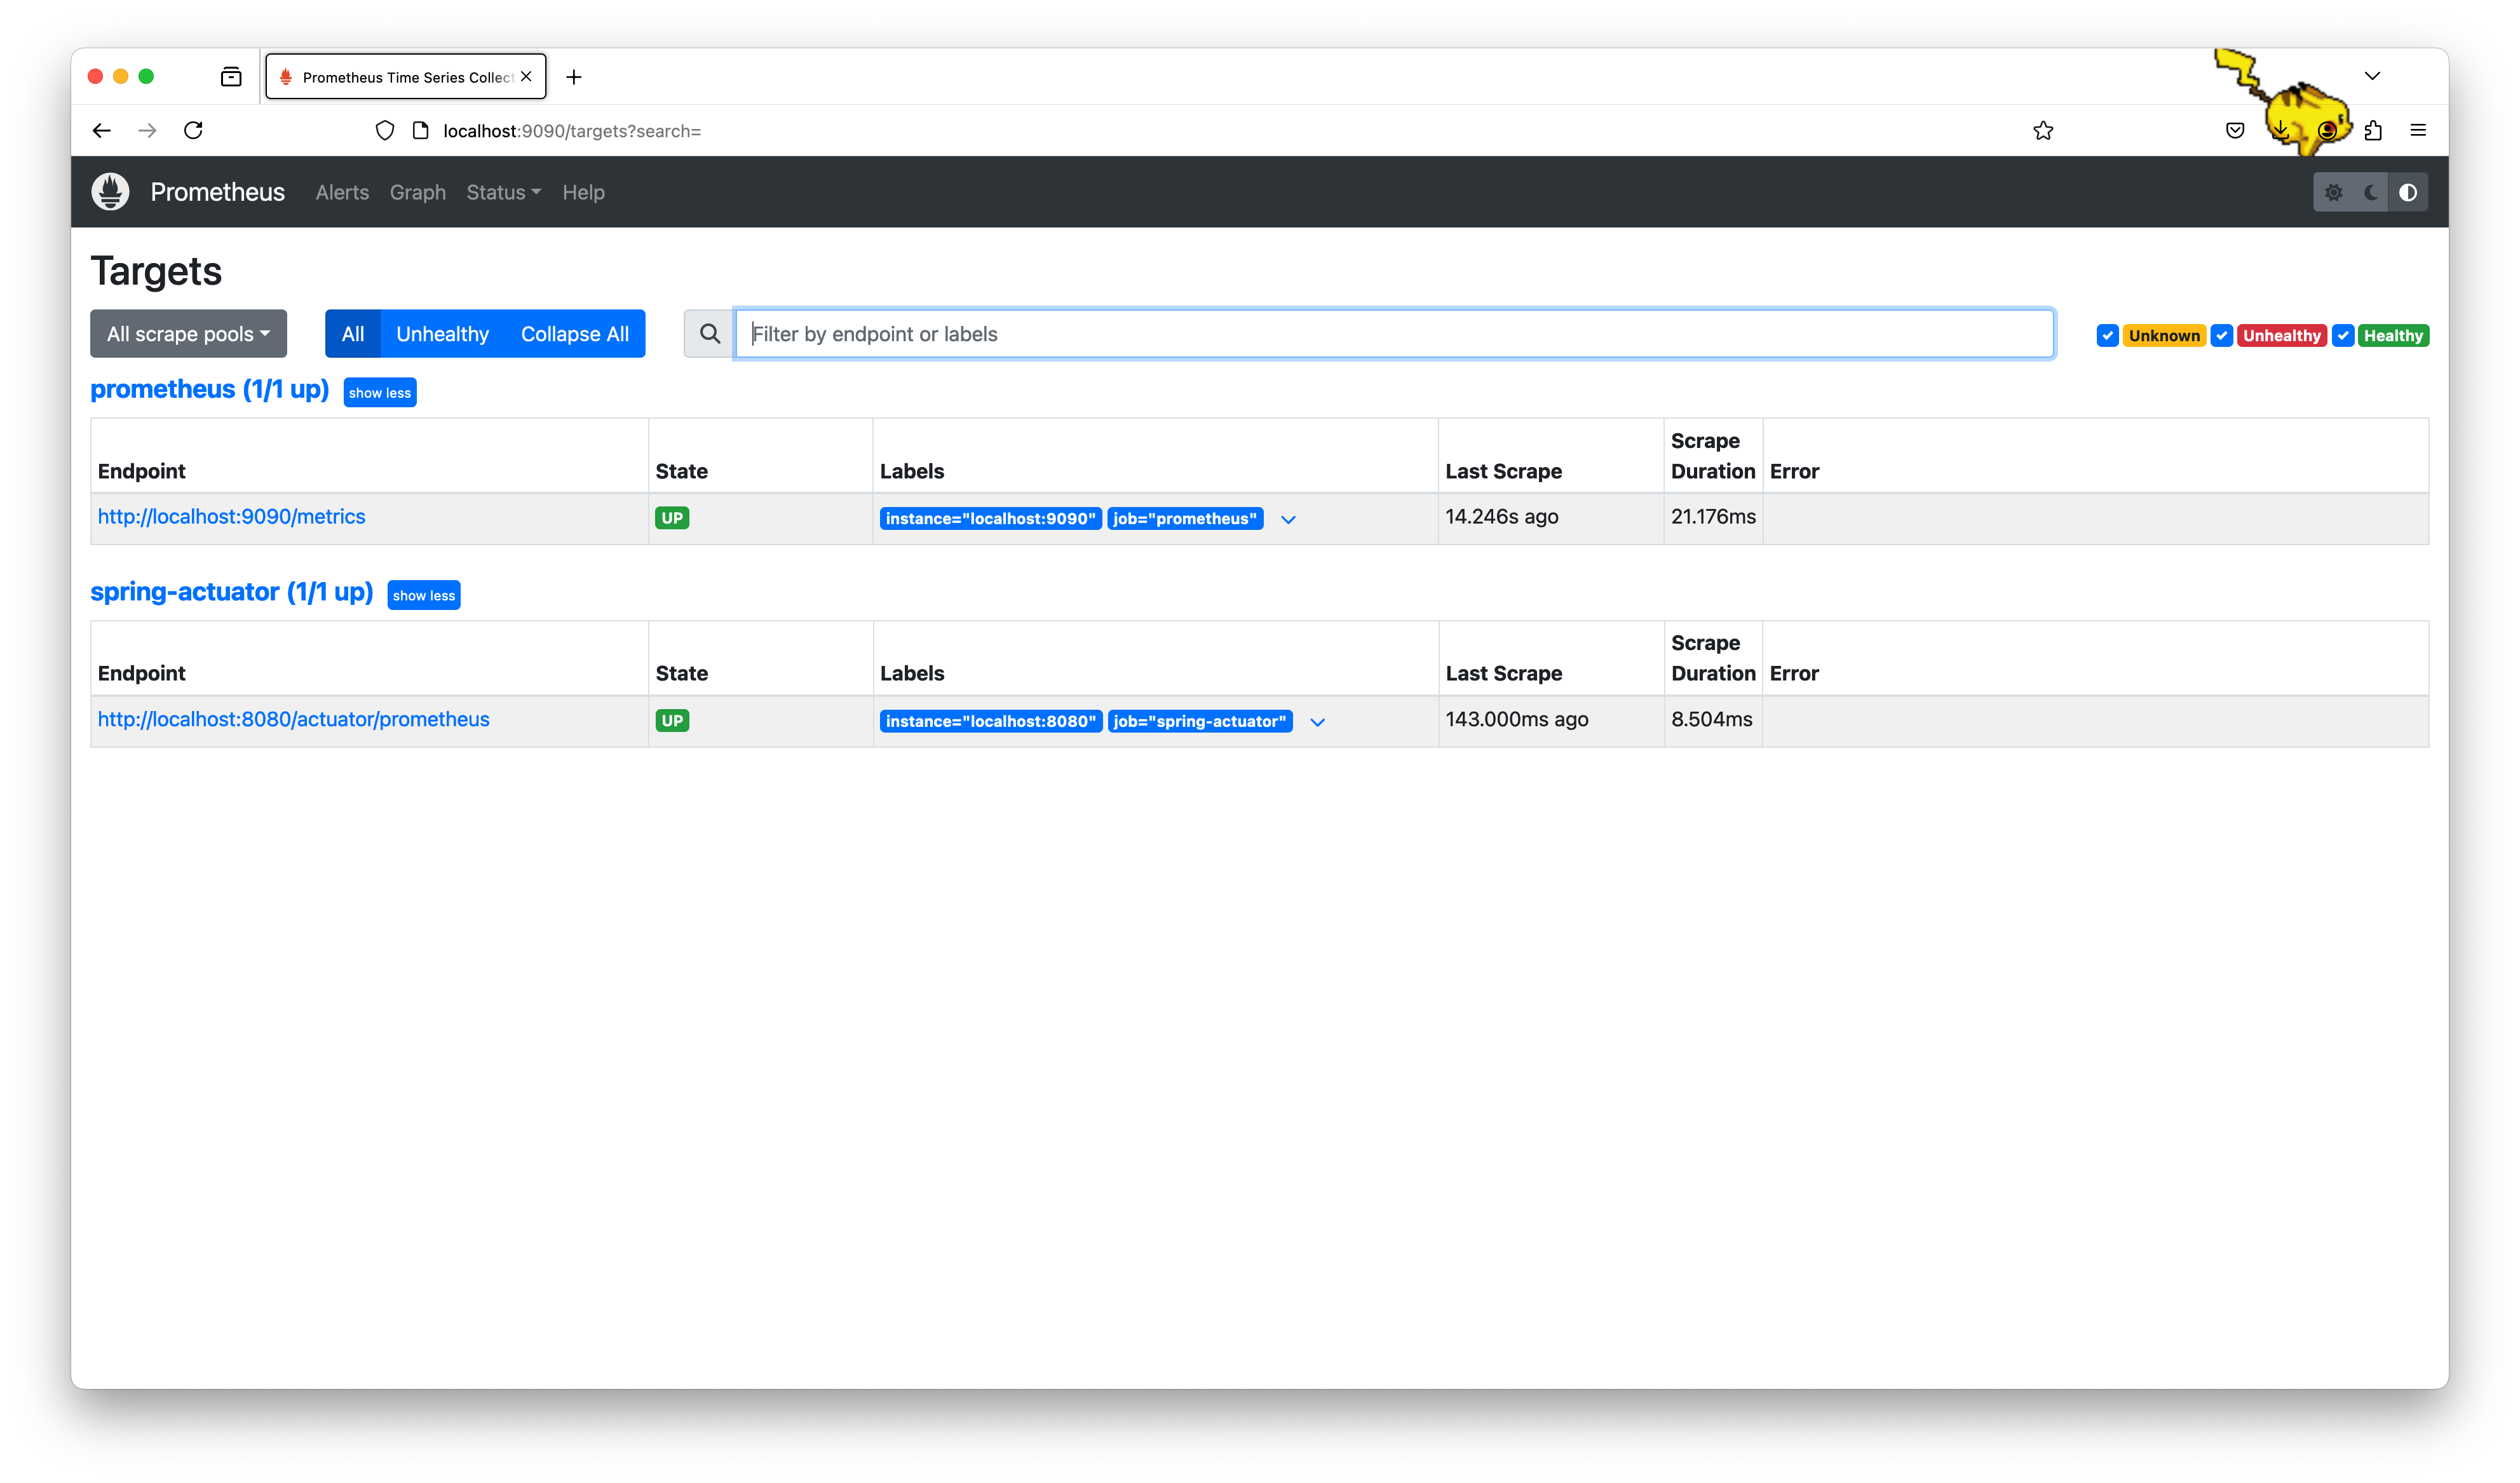 Prometheus Time Series Collect
localhost:9090/targets?search=
Prometheus Alerts Graph Status Help
Targets
All scrape pools All Unhealthy Collapse All Filter by endpoint or labels Unknown Unhealthy Healthy
prometheus (1/1 up) show less
Endpoint State Labels Last Scrape Scrape Duration Error
http://localhost:9090/metrics UP instance="localhost:9090" job="prometheus" 14.246s ago 21.176ms
spring-actuator (1/1 up) show less
Endpoint State Labels Last Scrape Scrape Duration Error
http://localhost:8080/actuator/prometheus UP instance="localhost:8080" job="spring-actuator" 143.000ms ago 8.504ms